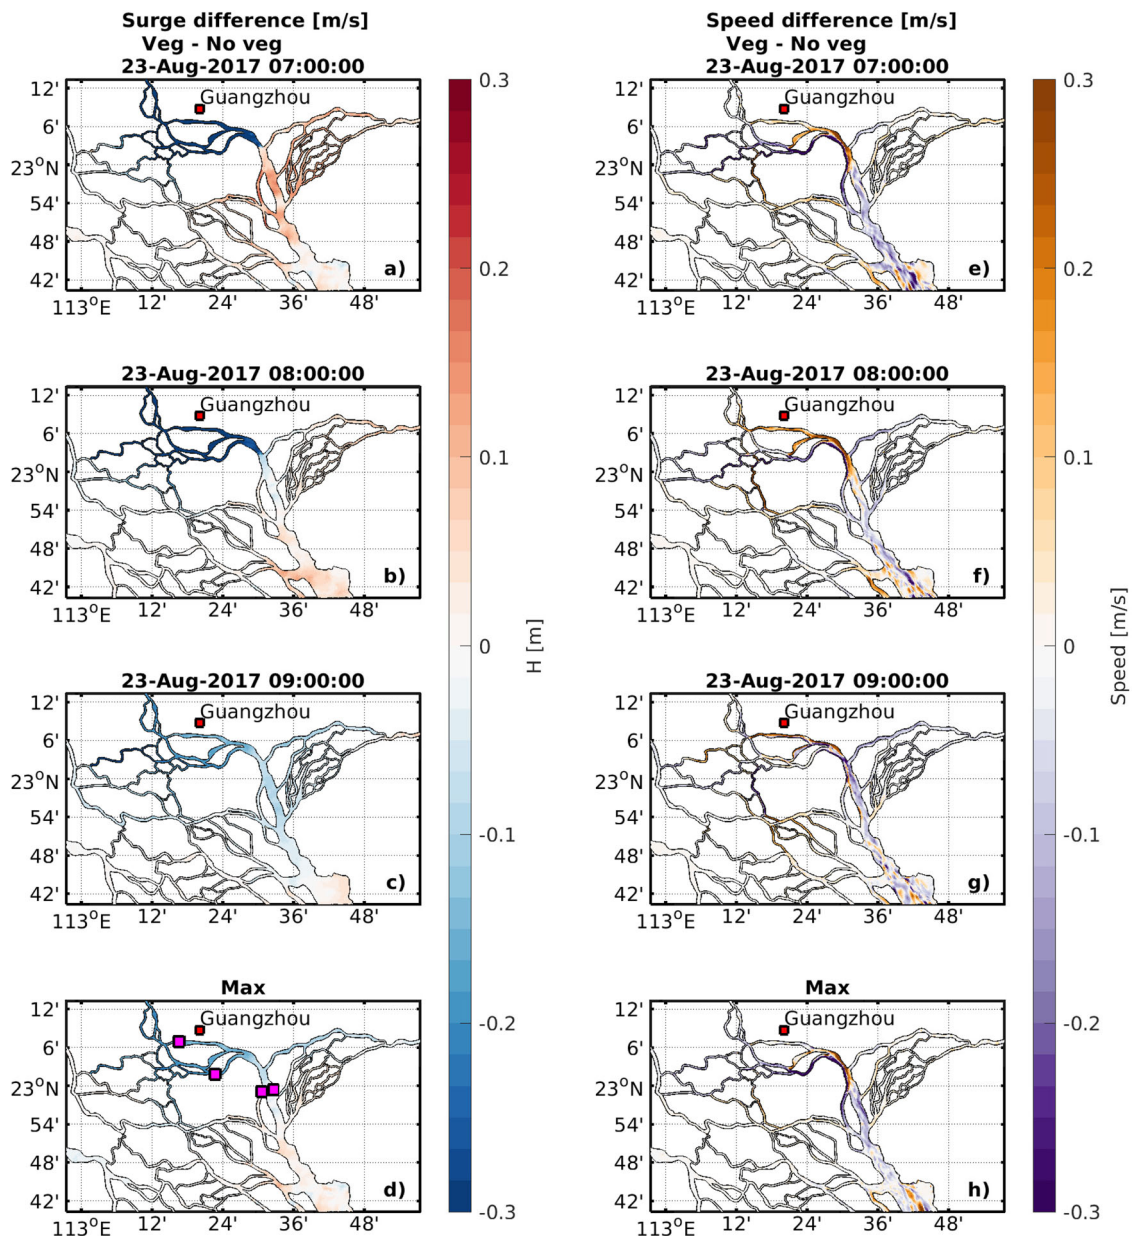 Surge difference [m/s]
Veg - No veg
23-Aug-2017 07:00:00
12'
6'
23°N
54'
48'
42'
Guangzhou
a)
113°E
12'
24'
36'
48'
23-Aug-2017 08:00:00
12'
6'
23°N
54'
48'
42'
Guangzhou
b)
113°E
12'
24'
36'
48'
23-Aug-2017 09:00:00
12'
6'
23°N
54'
48'
42'
Guangzhou
c)
113°E
12'
24'
36'
48'
Max
12'
6'
23°N
54'
48'
42'
Guangzhou
d)
113°E
12'
24'
36'
48'
0.3
0.2
0.1
0
-0.1
-0.2
-0.3
H [m]
Speed difference [m/s]
Veg - No veg
23-Aug-2017 07:00:00
12'
6'
23°N
54'
48'
42'
Guangzhou
e)
113°E
12'
24'
36'
48'
23-Aug-2017 08:00:00
12'
6'
23°N
54'
48'
42'
Guangzhou
f)
113°E
12'
24'
36'
48'
23-Aug-2017 09:00:00
12'
6'
23°N
54'
48'
42'
Guangzhou
g)
113°E
12'
24'
36'
48'
Max
12'
6'
23°N
54'
48'
42'
Guangzhou
h)
113°E
12'
24'
36'
48'
0.3
0.2
0.1
0
-0.1
-0.2
-0.3
Speed [m/s]